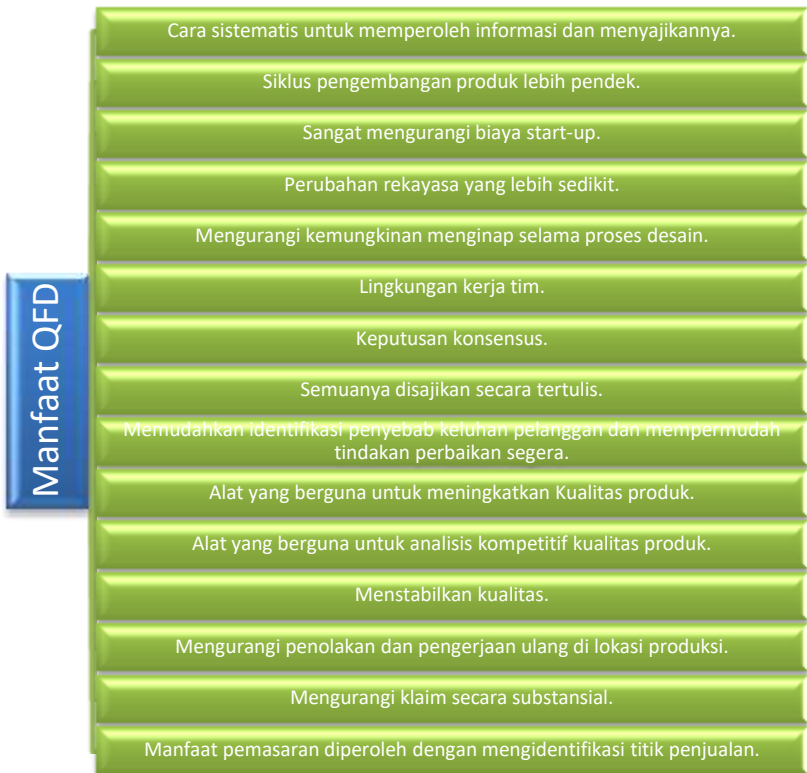 Manfaat QFD
Cara sistematis untuk memperoleh informasi dan menyajikannya.
Siklus pengembangan produk lebih pendek.
Sangat mengurangi biaya start-up.
Perubahan rekayasa yang lebih sedikit.
Mengurangi kemungkinan menginap selama proses desain.
Lingkungan kerja tim.
Keputusan konsensus.
Semuanya disajikan secara tertulis.
Memudahkan identifikasi penyebab keluhan pelanggan dan mempermudah
tindakan perbaikan segera.
Alat yang berguna untuk meningkatkan Kualitas produk.
Alat yang berguna untuk analisis kompetitif kualitas produk.
Menstabilkan kualitas.
Mengurangi penolakan dan pengerjaan ulang di lokasi produksi.
Mengurangi klaim secara substansial.
Manfaat pemasaran diperoleh dengan mengidentifikasi titik penjualan.